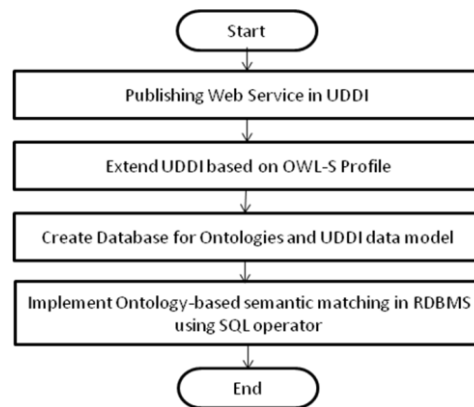 Start
Publishing Web Service in UDDI
Extend UDDI based on OWL-S Profile
Create Database for Ontologies and UDDI data model
Implement Ontology-based semantic matching in RDBMS
using SQL operator
End